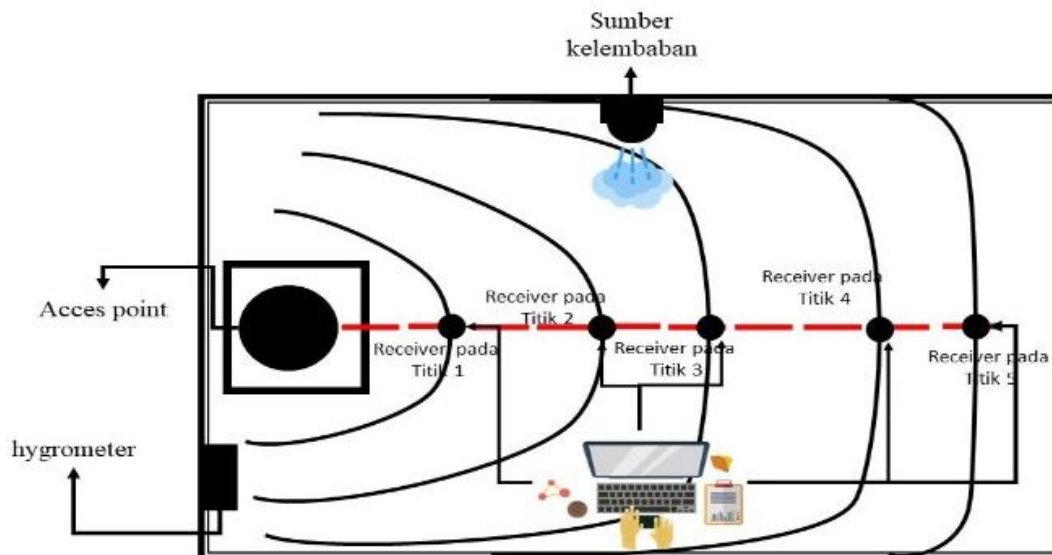 Sumber
kelembaban
Acces point
hygrometer
Receiver pada
Titik 1
Receiver pada
Titik 2
Receiver pada
Titik 3
Receiver pada
Titik 4
Receiver pada
Titik 5